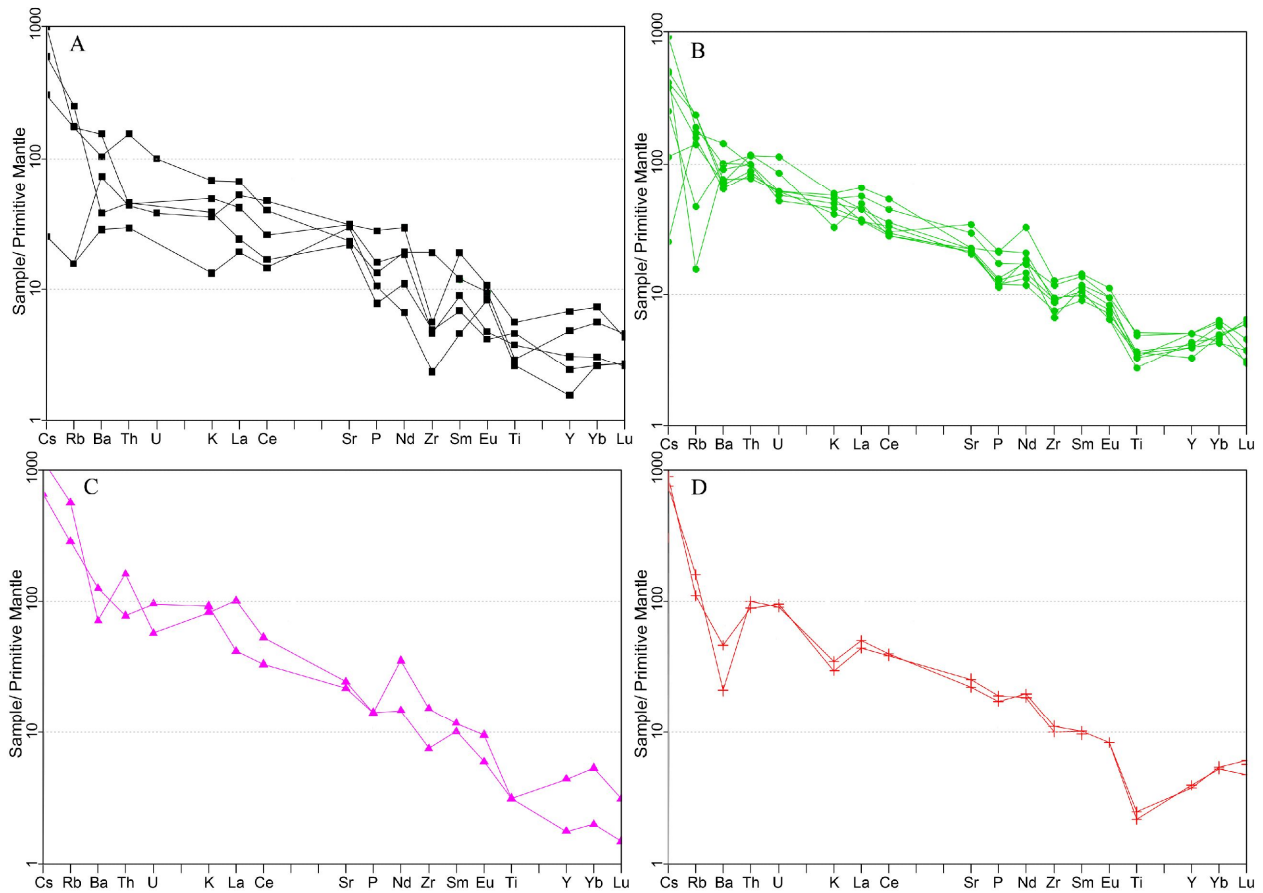 A
Sample/ Primitive Mantle
1000
100
10
1
Cs Rb Ba Th U K La Ce Sr P Nd Zr Sm Eu Ti Y Yb Lu
B
Sample/ Primitive Mantle
1000
100
10
1
Cs Rb Ba Th U K La Ce Sr P Nd Zr Sm Eu Ti Y Yb Lu
C
Sample/ Primitive Mantle
1000
100
10
1
Cs Rb Ba Th U K La Ce Sr P Nd Zr Sm Eu Ti Y Yb Lu
D
Sample/ Primitive Mantle
1000
100
10
1
Cs Rb Ba Th U K La Ce Sr P Nd Zr Sm Eu Ti Y Yb Lu